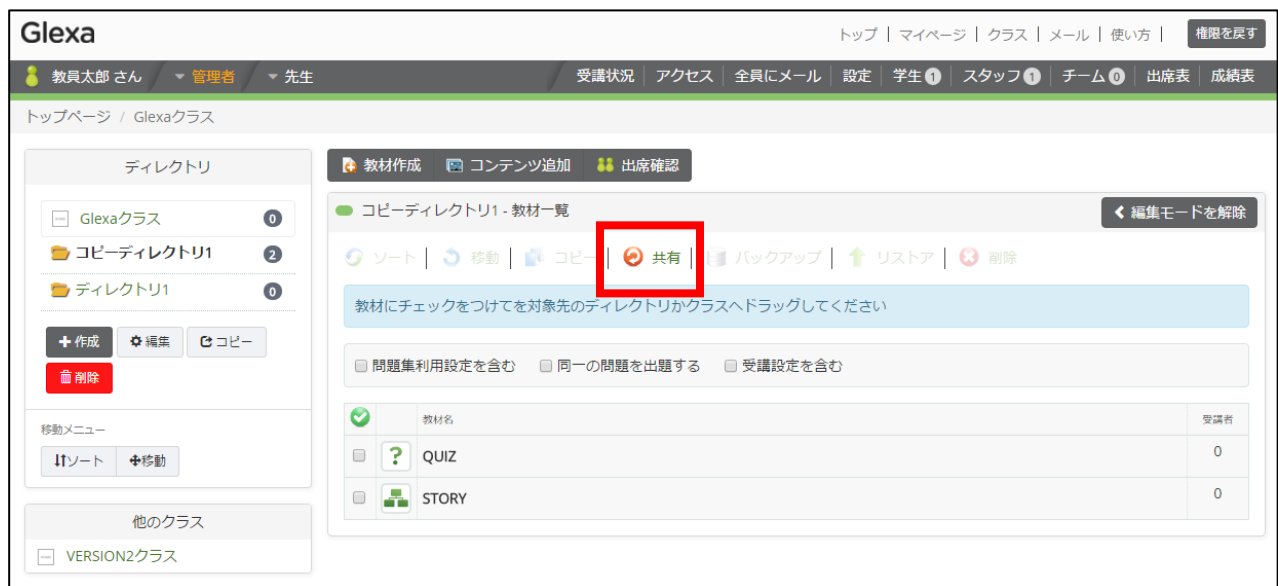 Glexa
トップ | マイページ | クラス | メール | 使い方 | 権限を戻す
教員太郎 さん 管理者 先生 受講状況 アクセス 全員にメール 設定 学生 1 スタッフ 1 チーム 0 出席表 成績表
トップページ / Glexaクラス
ディレクトリ
Glexaクラス 0
コピーディレクトリ1 2
ディレクトリ1 0
作成 編集 コピー
削除
移動メニュー
ソート 移動
他のクラス
VERSION2クラス
教材作成 コンテンツ追加 出席確認
コピーディレクトリ1 - 教材一覧 編集モードを解除
ソート | 移動 | コピー | 共有 | バックアップ | リストア | 削除
教材にチェックをつけてを対象先のディレクトリかクラスへドラッグしてください
問題集利用設定を含む 同一の問題を出題する 受講設定を含む
教材名 受講者
? QUIZ 0
STORY 0